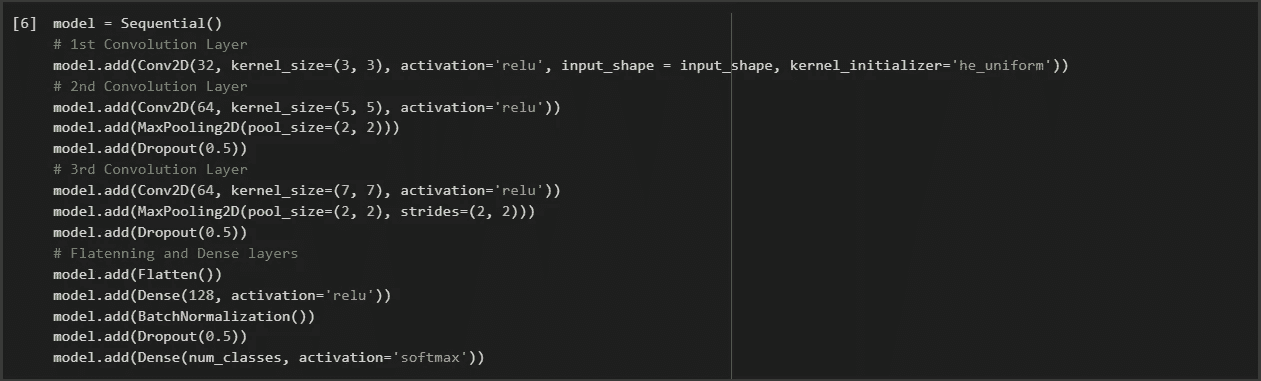 [6] model = Sequential()
# 1st Convolution Layer
model.add(Conv2D(32, kernel_size=(3, 3), activation='relu', input_shape = input_shape, kernel_initializer='he_uniform'))
# 2nd Convolution Layer
model.add(Conv2D(64, kernel_size=(5, 5), activation='relu'))
model.add(MaxPooling2D(pool_size=(2, 2)))
model.add(Dropout(0.5))
# 3rd Convolution Layer
model.add(Conv2D(64, kernel_size=(7, 7), activation='relu'))
model.add(MaxPooling2D(pool_size=(2, 2), strides=(2, 2)))
model.add(Dropout(0.5))
# Flatenning and Dense layers
model.add(Flatten())
model.add(Dense(128, activation='relu'))
model.add(BatchNormalization())
model.add(Dropout(0.5))
model.add(Dense(num_classes, activation='softmax'))